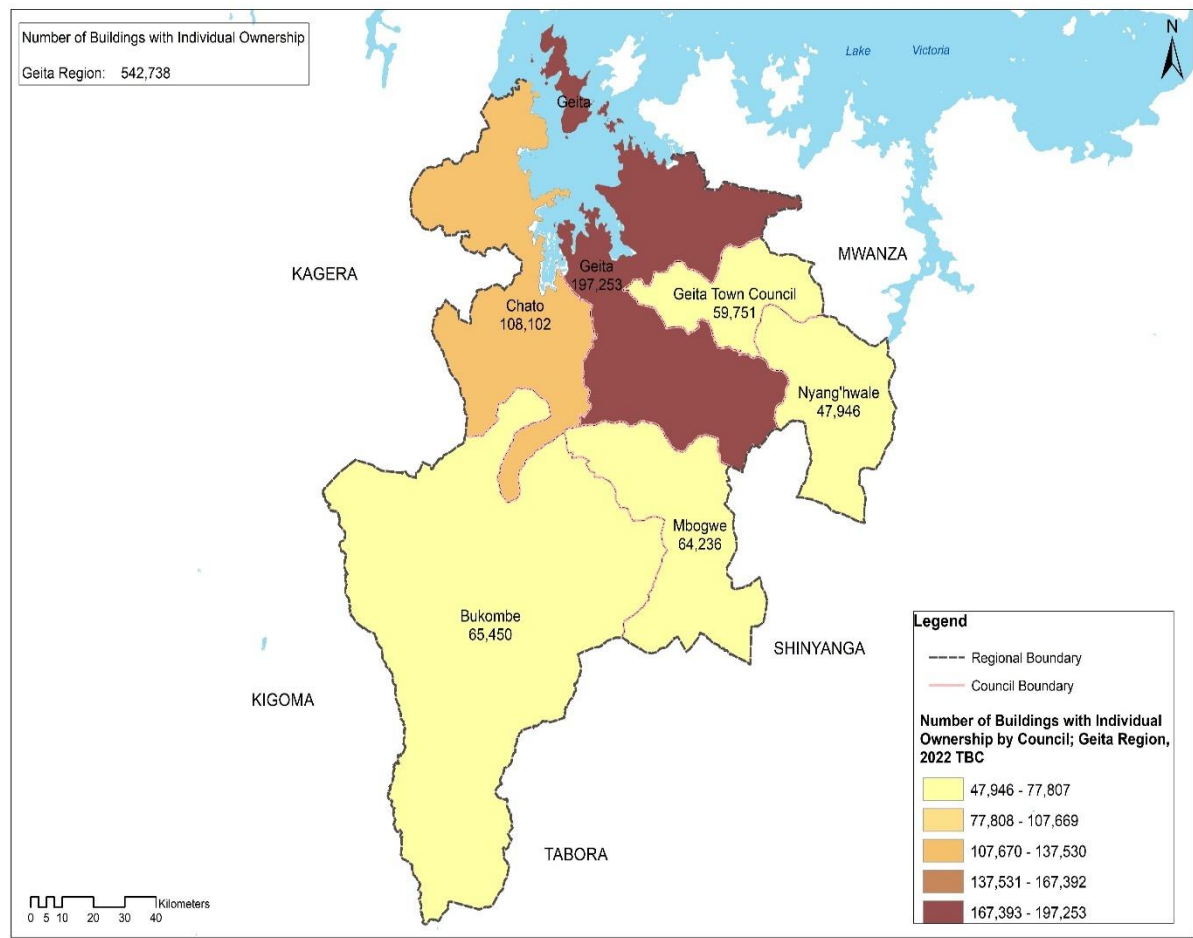 Number of Buildings with Individual Ownership
Geita Region: 542,738
N
Lake Victoria
Geita
KAGERA
MWANZA
Geita
197,253
Geita Town Council
59,751
Chato
108,102
Nyang'hwale
47,946
Mbogwe
64,236
Bukombe
65,450
SHINYANGA
KIGOMA
TABORA
Legend
Regional Boundary
Council Boundary
Number of Buildings with Individual
Ownership by Council; Geita Region,
2022 TBC
47,946 - 77,807
77,808 - 107,669
107,670 - 137,530
137,531 - 167,392
167,393 - 197,253
Kilometers
0 5 10 20 30 40